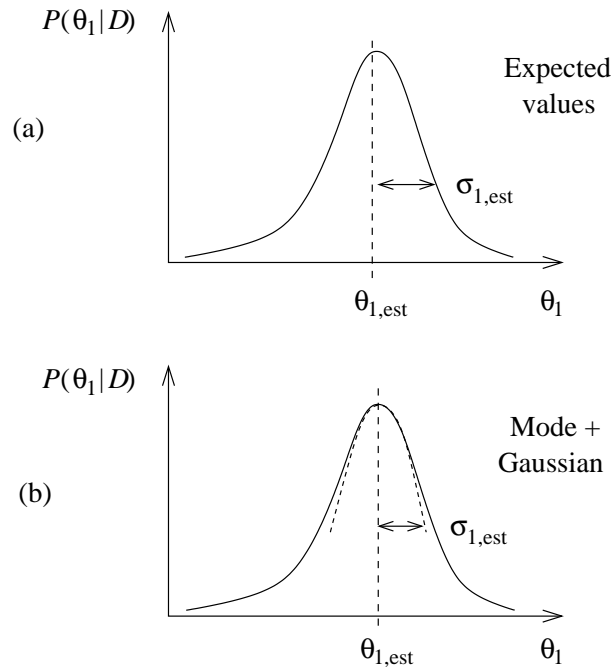 P(θ₁|D)
Expected
values
(a)
σ₁,est
θ₁,est
θ₁
P(θ₁|D)
Mode +
Gaussian
(b)
σ₁,est
θ₁,est
θ₁